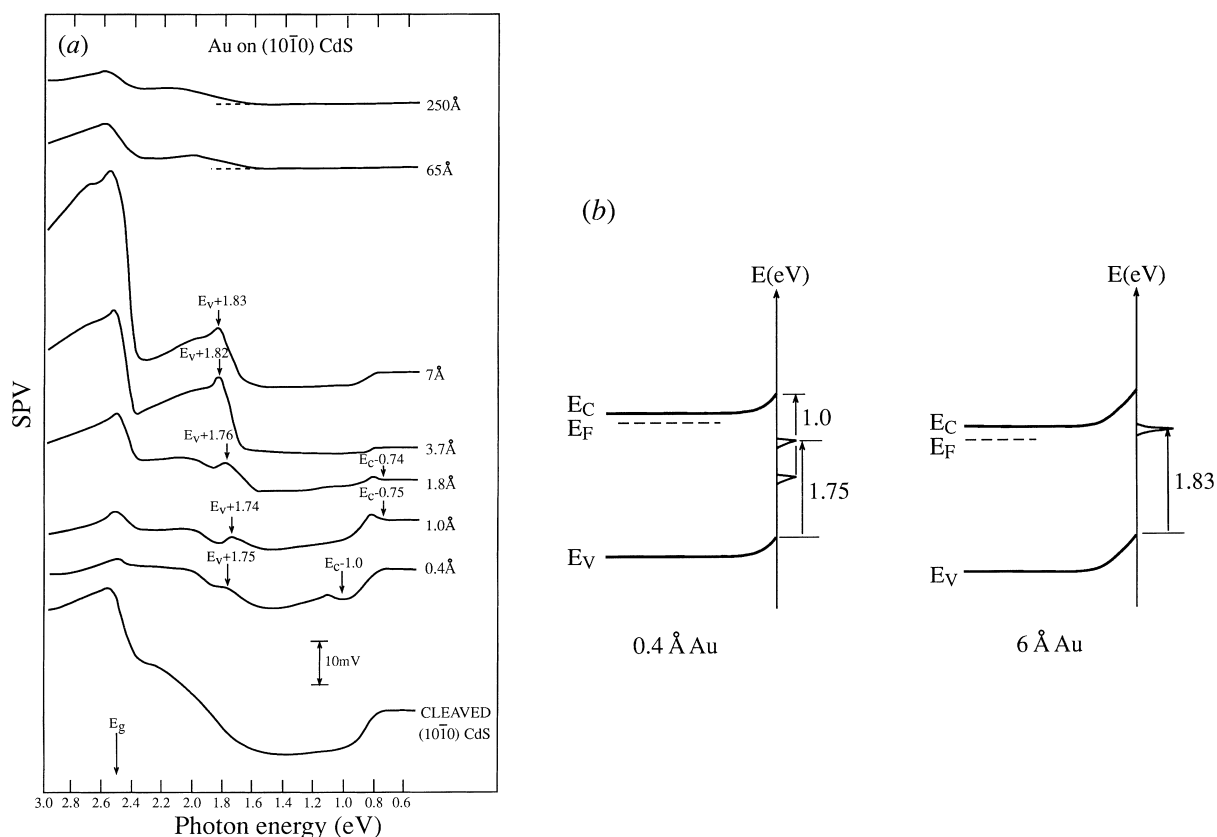 (a)
Au on (101̄0) CdS
250Å
65Å
Ev+1.83
7Å
Ev+1.82
3.7Å
Ev+1.76
Ec-0.74
1.8Å
Ec-0.75
Ev+1.74
1.0Å
Ev+1.75
Ec-1.0
0.4Å
10mV
CLEAVED
(101̄0) CdS
Eg
SPV
3.0 2.8 2.6 2.4 2.2 2.0 1.8 1.6 1.4 1.2 1.0 0.8 0.6
Photon energy (eV)
(b)
E(eV)
EC
EF
1.0
1.75
EV
0.4 Å Au
E(eV)
EC
EF
1.83
EV
6 Å Au